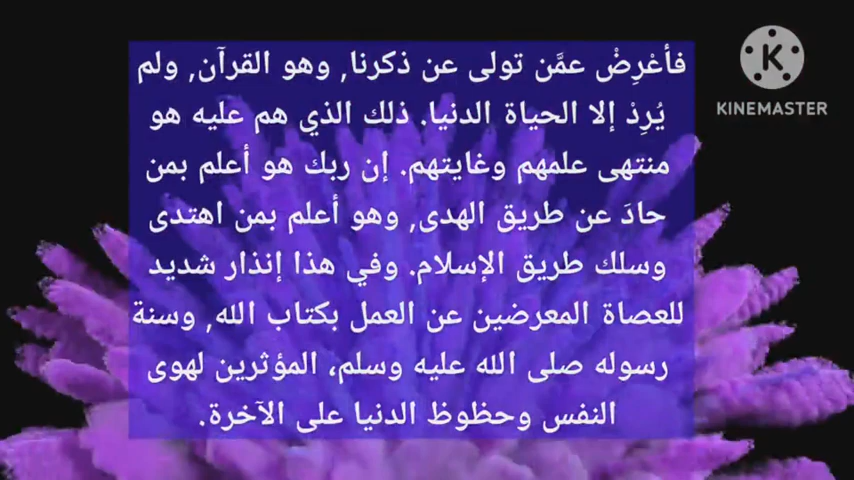 فأعْرِضْ عمَّن تولى عن ذكرنا, وهو القرآن, ولم
يُرِدْ إلا الحياة الدنيا. ذلك الذي هم عليه هو
منتهى علمهم وغايتهم. إن ربك هو أعلم بمن
حادَ عن طريق الهدى, وهو أعلم بمن اهتدى
وسلك طريق الإسلام. وفي هذا إنذار شديد
للعصاة المعرضين عن العمل بكتاب الله, وسنة
رسوله صلى الله عليه وسلم، المؤثرين لهوى
النفس وحظوظ الدنيا على الآخرة.
K
KINEMASTER